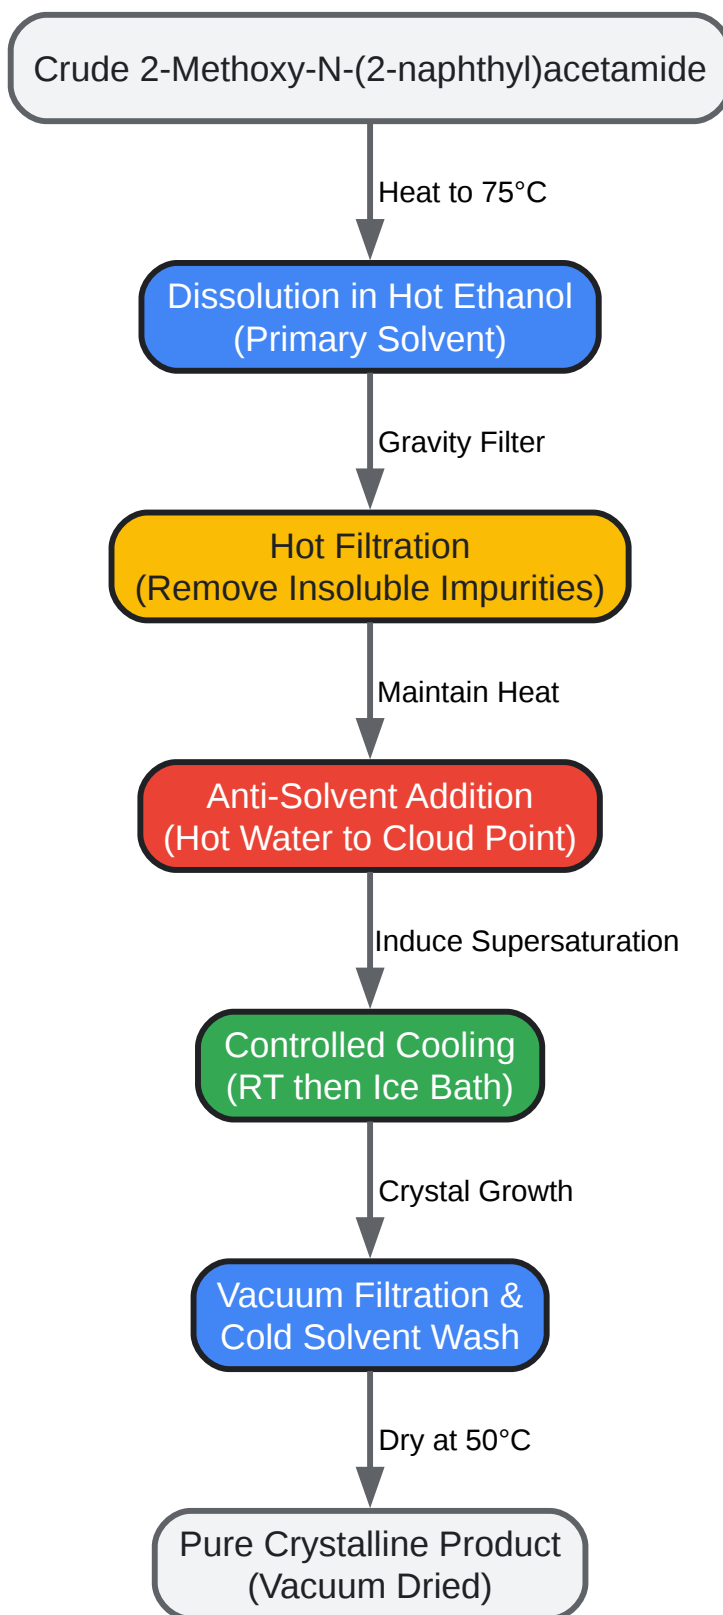 Crude 2-Methoxy-N-(2-naphthyl)acetamide
Heat to 75°C
Dissolution in Hot Ethanol
(Primary Solvent)
Gravity Filter
Hot Filtration
(Remove Insoluble Impurities)
Maintain Heat
Anti-Solvent Addition
(Hot Water to Cloud Point)
Induce Supersaturation
Controlled Cooling
(RT then Ice Bath)
Crystal Growth
Vacuum Filtration &
Cold Solvent Wash
Dry at 50°C
Pure Crystalline Product
(Vacuum Dried)